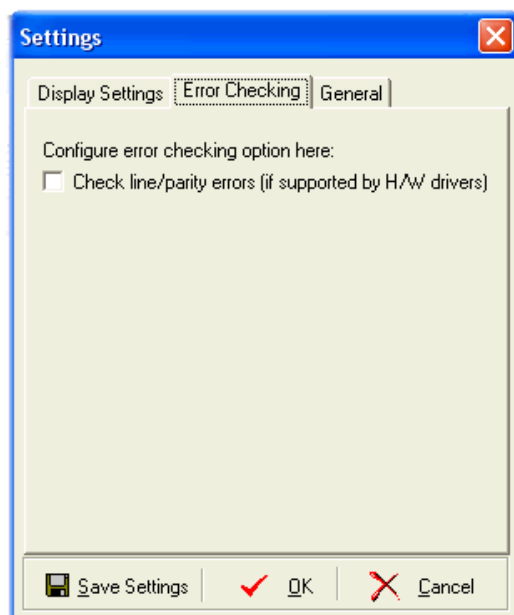 Settings
Display Settings Error Checking General
Configure error checking option here:
Check line/parity errors (if supported by H/W drivers)
Save Settings OK Cancel